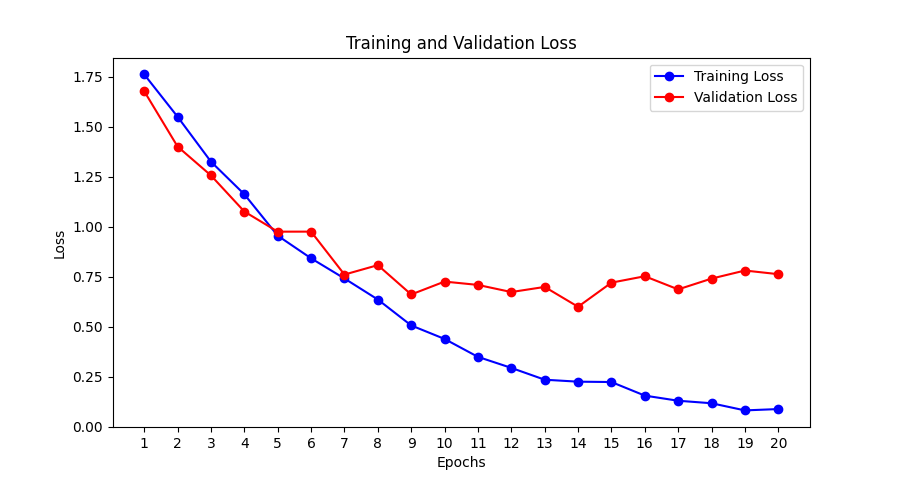 Training and Validation Loss
Training Loss
Validation Loss
Loss
1.75
1.50
1.25
1.00
0.75
0.50
0.25
0.00
1 2 3 4 5 6 7 8 9 10 11 12 13 14 15 16 17 18 19 20
Epochs